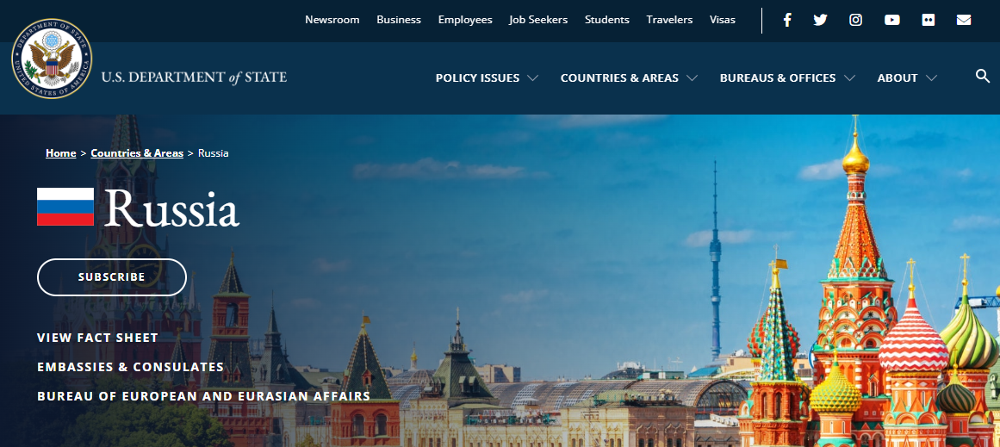 Newsroom Business Employees Job Seekers Students Travelers Visas
DEPARTMENT OF STATE
UNITED STATES OF AMERICA
U.S. DEPARTMENT of STATE
POLICY ISSUES COUNTRIES & AREAS BUREAUS & OFFICES ABOUT
Home > Countries & Areas > Russia
Russia
SUBSCRIBE
VIEW FACT SHEET
EMBASSIES & CONSULATES
BUREAU OF EUROPEAN AND EURASIAN AFFAIRS